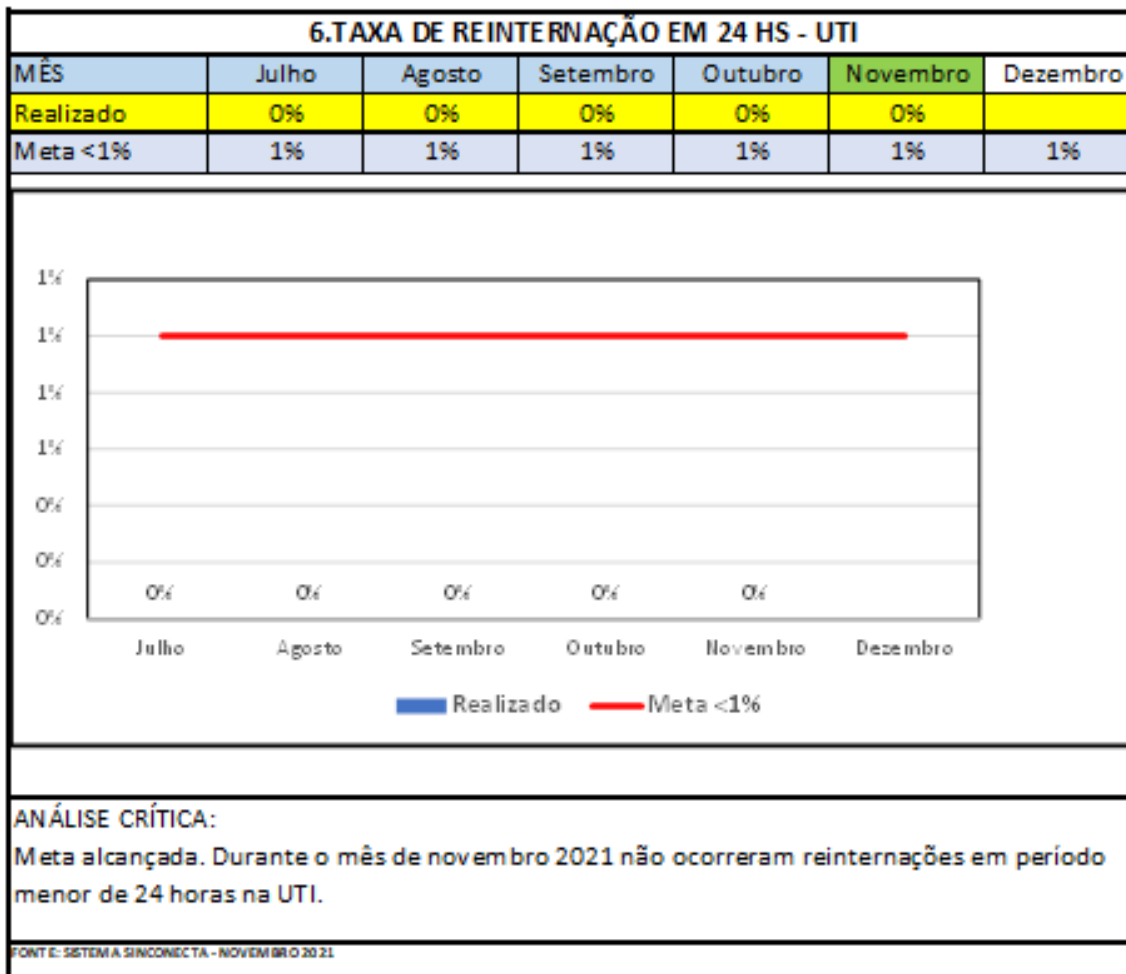 6.TAXA DE REINTERNAÇÃO EM 24 HS - UTI
MÊS Julho Agosto Setembro Outubro Novembro Dezembro
Realizado 0% 0% 0% 0% 0%
Meta <1% 1% 1% 1% 1% 1% 1%
1%
1%
1%
1%
0%
0%
0%
0% 0% 0% 0% 0%
Julho Agosto Setembro Outubro Novembro Dezembro
Realizado Meta <1%
ANÁLISE CRÍTICA:
Meta alcançada. Durante o mês de novembro 2021 não ocorreram reinternações em período
menor de 24 horas na UTI.
FONTE: SISTEMA SINCONECTA - NOVEMBRO 2021